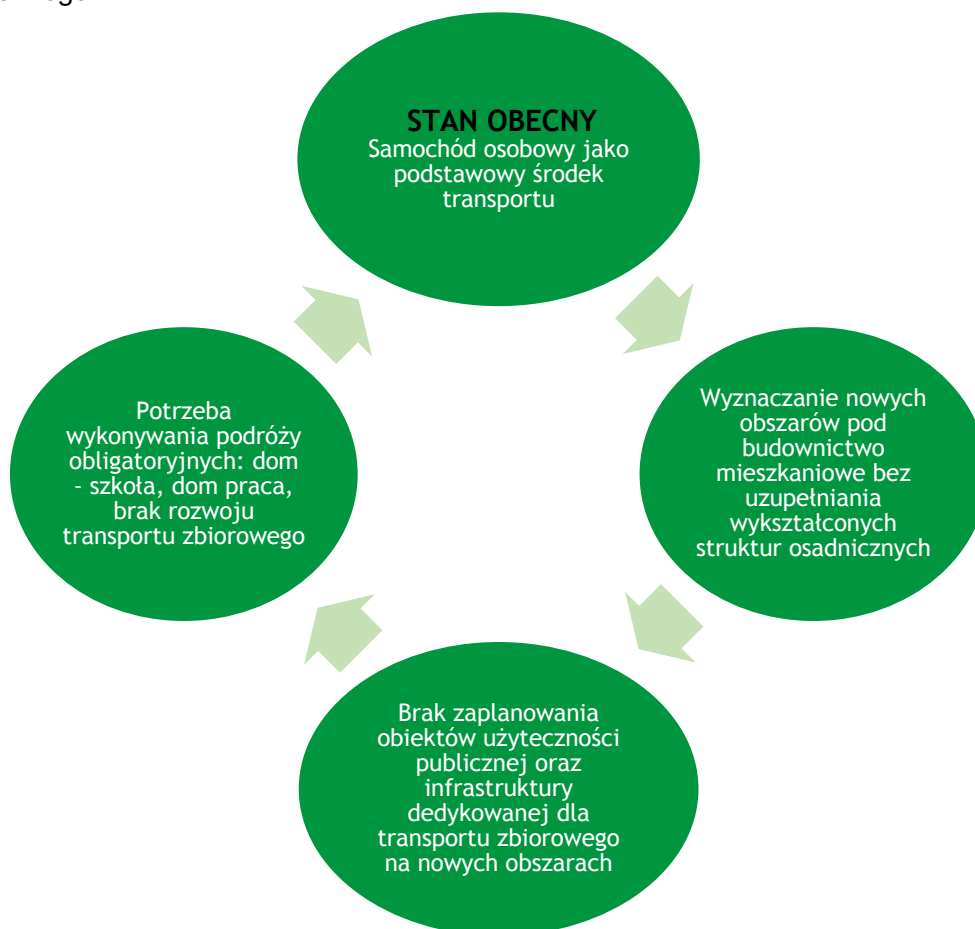 STAN OBECNY
Samochód osobowy jako
podstawowy środek
transportu
Wyznaczanie nowych
obszarów pod
budownictwo
mieszkaniowe bez
uzupełniania
wykształconych
struktur osadnicznych
Brak zaplanowania
obiektów użyteczności
publicznej oraz
infrastruktury
dedykowanej dla
transportu zbiorowego
na nowych obszarach
Potrzeba
wykonywania podróży
obligatoryjnych: dom
- szkoła, dom praca,
brak rozwoju
transportu zbiorowego